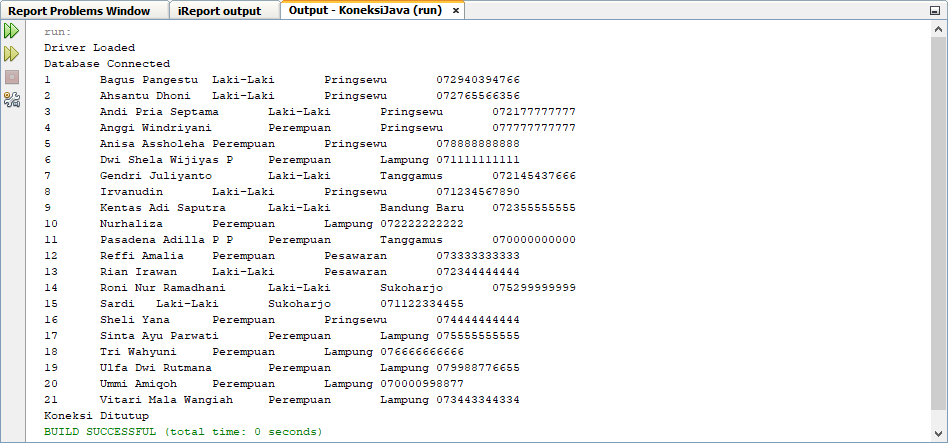 Report Problems Window iReport output Output - KoneksiJava (run)
run:
Driver Loaded
Database Connected
1 Bagus Pangestu Laki-Laki Pringsewu 072940394766
2 Ahsantu Dhoni Laki-Laki Pringsewu 072765566356
3 Andi Pria Septama Laki-Laki Pringsewu 072177777777
4 Anggi Windriyani Perempuan Pringsewu 077777777777
5 Anisa Assholeha Perempuan Pringsewu 078888888888
6 Dwi Shela Wijiyas P Perempuan Lampung 071111111111
7 Gendri Juliyanto Laki-Laki Tanggamus 072145437666
8 Irvanudin Laki-Laki Pringsewu 071234567890
9 Kentas Adi Saputra Laki-Laki Bandung Baru 072355555555
10 Nurhaliza Perempuan Lampung 072222222222
11 Pasadena Adilla P P Perempuan Tanggamus 070000000000
12 Reffi Amalia Perempuan Pesawaran 073333333333
13 Rian Irawan Laki-Laki Pesawaran 072344444444
14 Roni Nur Ramadhani Laki-Laki Sukoharjo 075299999999
15 Sardi Laki-Laki Sukoharjo 071122334455
16 Sheli Yana Perempuan Pringsewu 074444444444
17 Sinta Ayu Parwati Perempuan Lampung 075555555555
18 Tri Wahyuni Perempuan Lampung 076666666666
19 Ulfa Dwi Rutmana Perempuan Lampung 079988776655
20 Ummi Amiqoh Perempuan Lampung 070000998877
21 Vitari Mala Wangiah Perempuan Lampung 073443344334
Koneksi Ditutup
BUILD SUCCESSFUL (total time: 0 seconds)